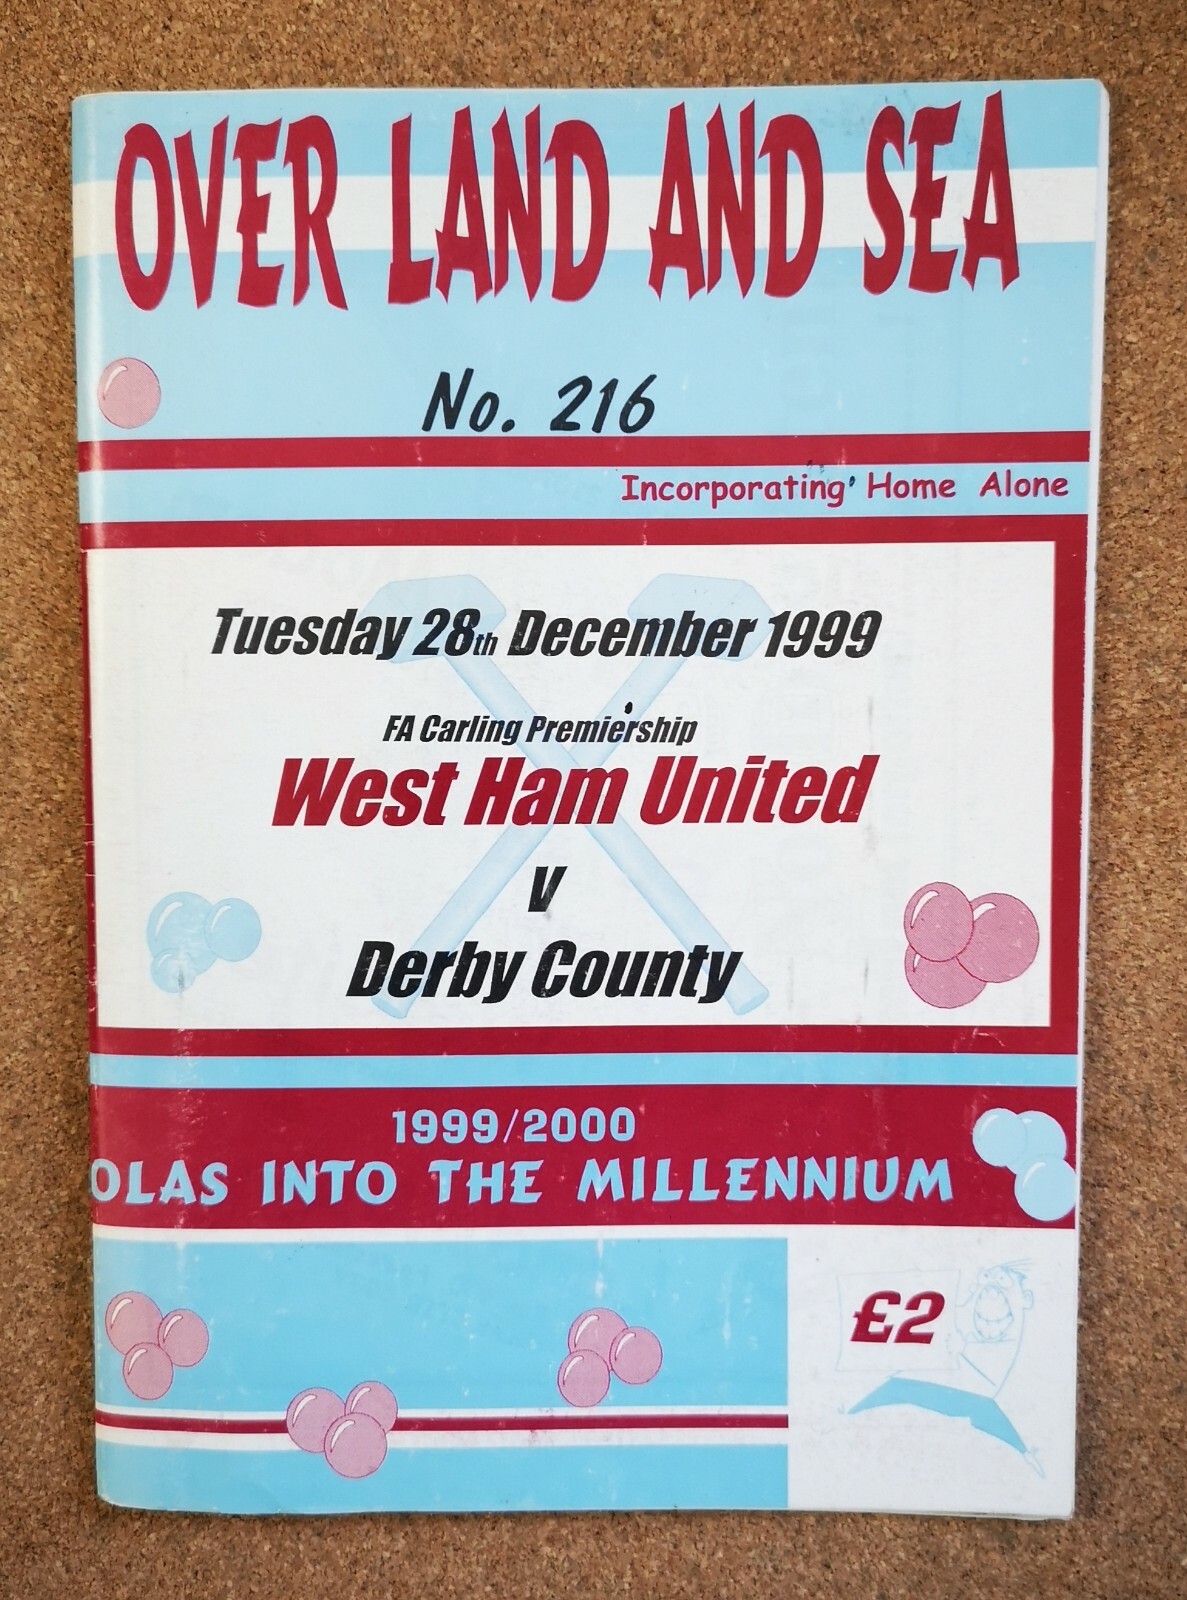 OVER LAND AND SEA
No. 216
Incorporating Home Alone
Tuesday 28th December 1999
FA Carling Premiership
West Ham United
V
Derby County
1999/2000
OLAS INTO THE MILLENNIUM
£2